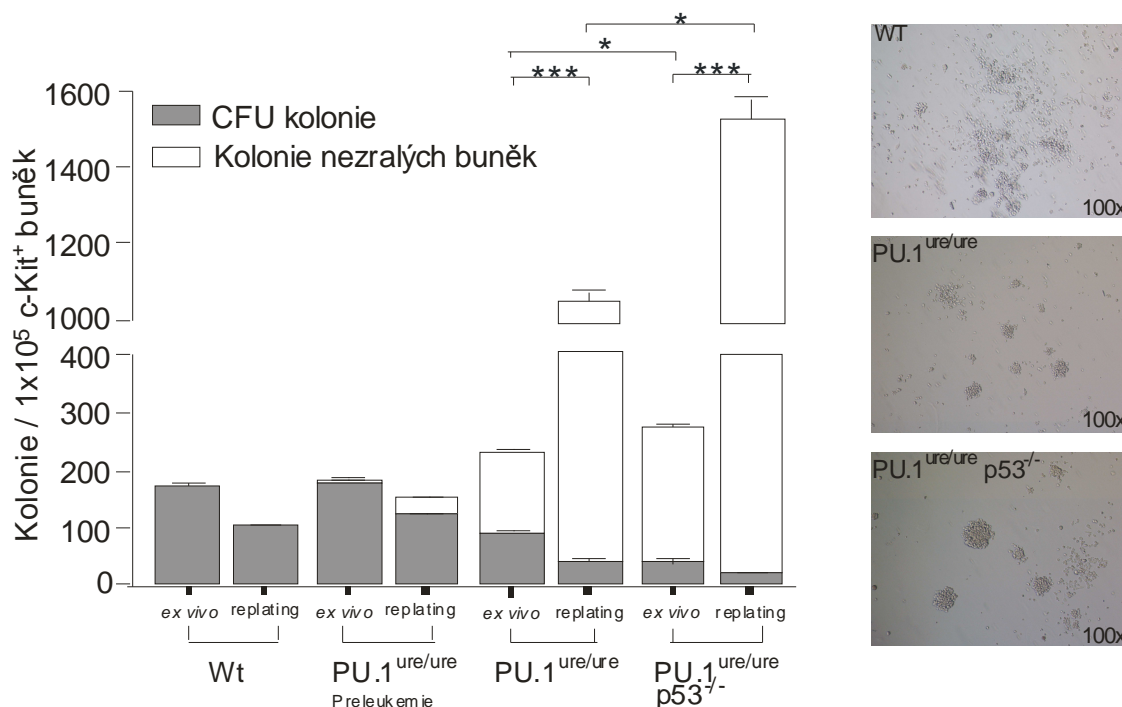 * 
*
*** ***
1600
1400
1200
1000
400
300
200
100
0
Kolonie / 1x10⁵ c-Kit⁺ buněk
CFU kolonie
Kolonie nezralých buněk
ex vivo replating ex vivo replating ex vivo replating ex vivo replating
Wt PU.1ure/ure PU.1ure/ure PU.1ure/ure
Preleukemie p53-/-
WT
100x
PU.1ure/ure
100x
PU.1ure/ure p53-/-
100x